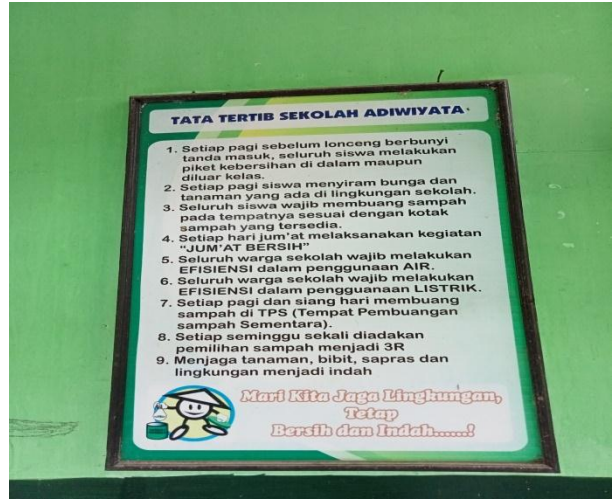 TATA TERTIB SEKOLAH ADIWIYATA
1. Setiap pagi sebelum lonceng berbunyi
tanda masuk, seluruh siswa melakukan
piket kebersihan di dalam maupun
diluar kelas.
2. Setiap pagi siswa menyiram bunga dan
tanaman yang ada di lingkungan sekolah.
3. Seluruh siswa wajib membuang sampah
pada tempatnya sesuai dengan kotak
sampah yang tersedia.
4. Setiap hari jum'at melaksanakan kegiatan
"JUM'AT BERSIH"
5. Seluruh warga sekolah wajib melakukan
EFISIENSI dalam penggunaan AIR.
6. Seluruh warga sekolah wajib melakukan
EFISIENSI dalam pengguanaan LISTRIK.
7. Setiap pagi dan siang hari membuang
sampah di TPS (Tempat Pembuangan
sampah Sementara).
8. Setiap seminggu sekali diadakan
pemilihan sampah menjadi 3R
9. Menjaga tanaman, bibit, sapras dan
lingkungan menjadi indah
Mari Kita Jaga Lingkungan,
Tetap
Bersih dan Indah......!